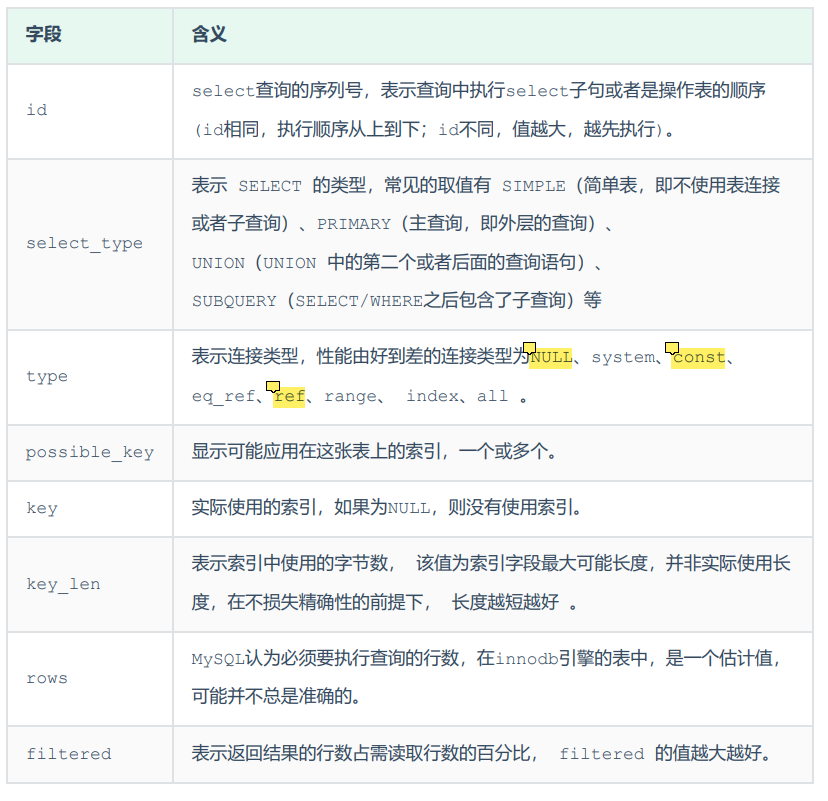 字段 含义
id
select查询的序列号，表示查询中执行select子句或者是操作表的顺序
(id相同，执行顺序从上到下；id不同，值越大，越先执行)。
select_type
表示 SELECT 的类型，常见的取值有 SIMPLE（简单表，即不使用表连接
或者子查询）、PRIMARY（主查询，即外层的查询）、
UNION（UNION 中的第二个或者后面的查询语句）、
SUBQUERY（SELECT/WHERE之后包含了子查询）等
type
表示连接类型，性能由好到差的连接类型为NULL、system、const、
eq_ref、ref、range、 index、all 。
possible_key
显示可能应用在这张表上的索引，一个或多个。
key
实际使用的索引，如果为NULL，则没有使用索引。
key_len
表示索引中使用的字节数， 该值为索引字段最大可能长度，并非实际使用长
度，在不损失精确性的前提下， 长度越短越好 。
rows
MySQL认为必须要执行查询的行数，在innodb引擎的表中，是一个估计值，
可能并不总是准确的。
filtered
表示返回结果的行数占需读取行数的百分比， filtered 的值越大越好。